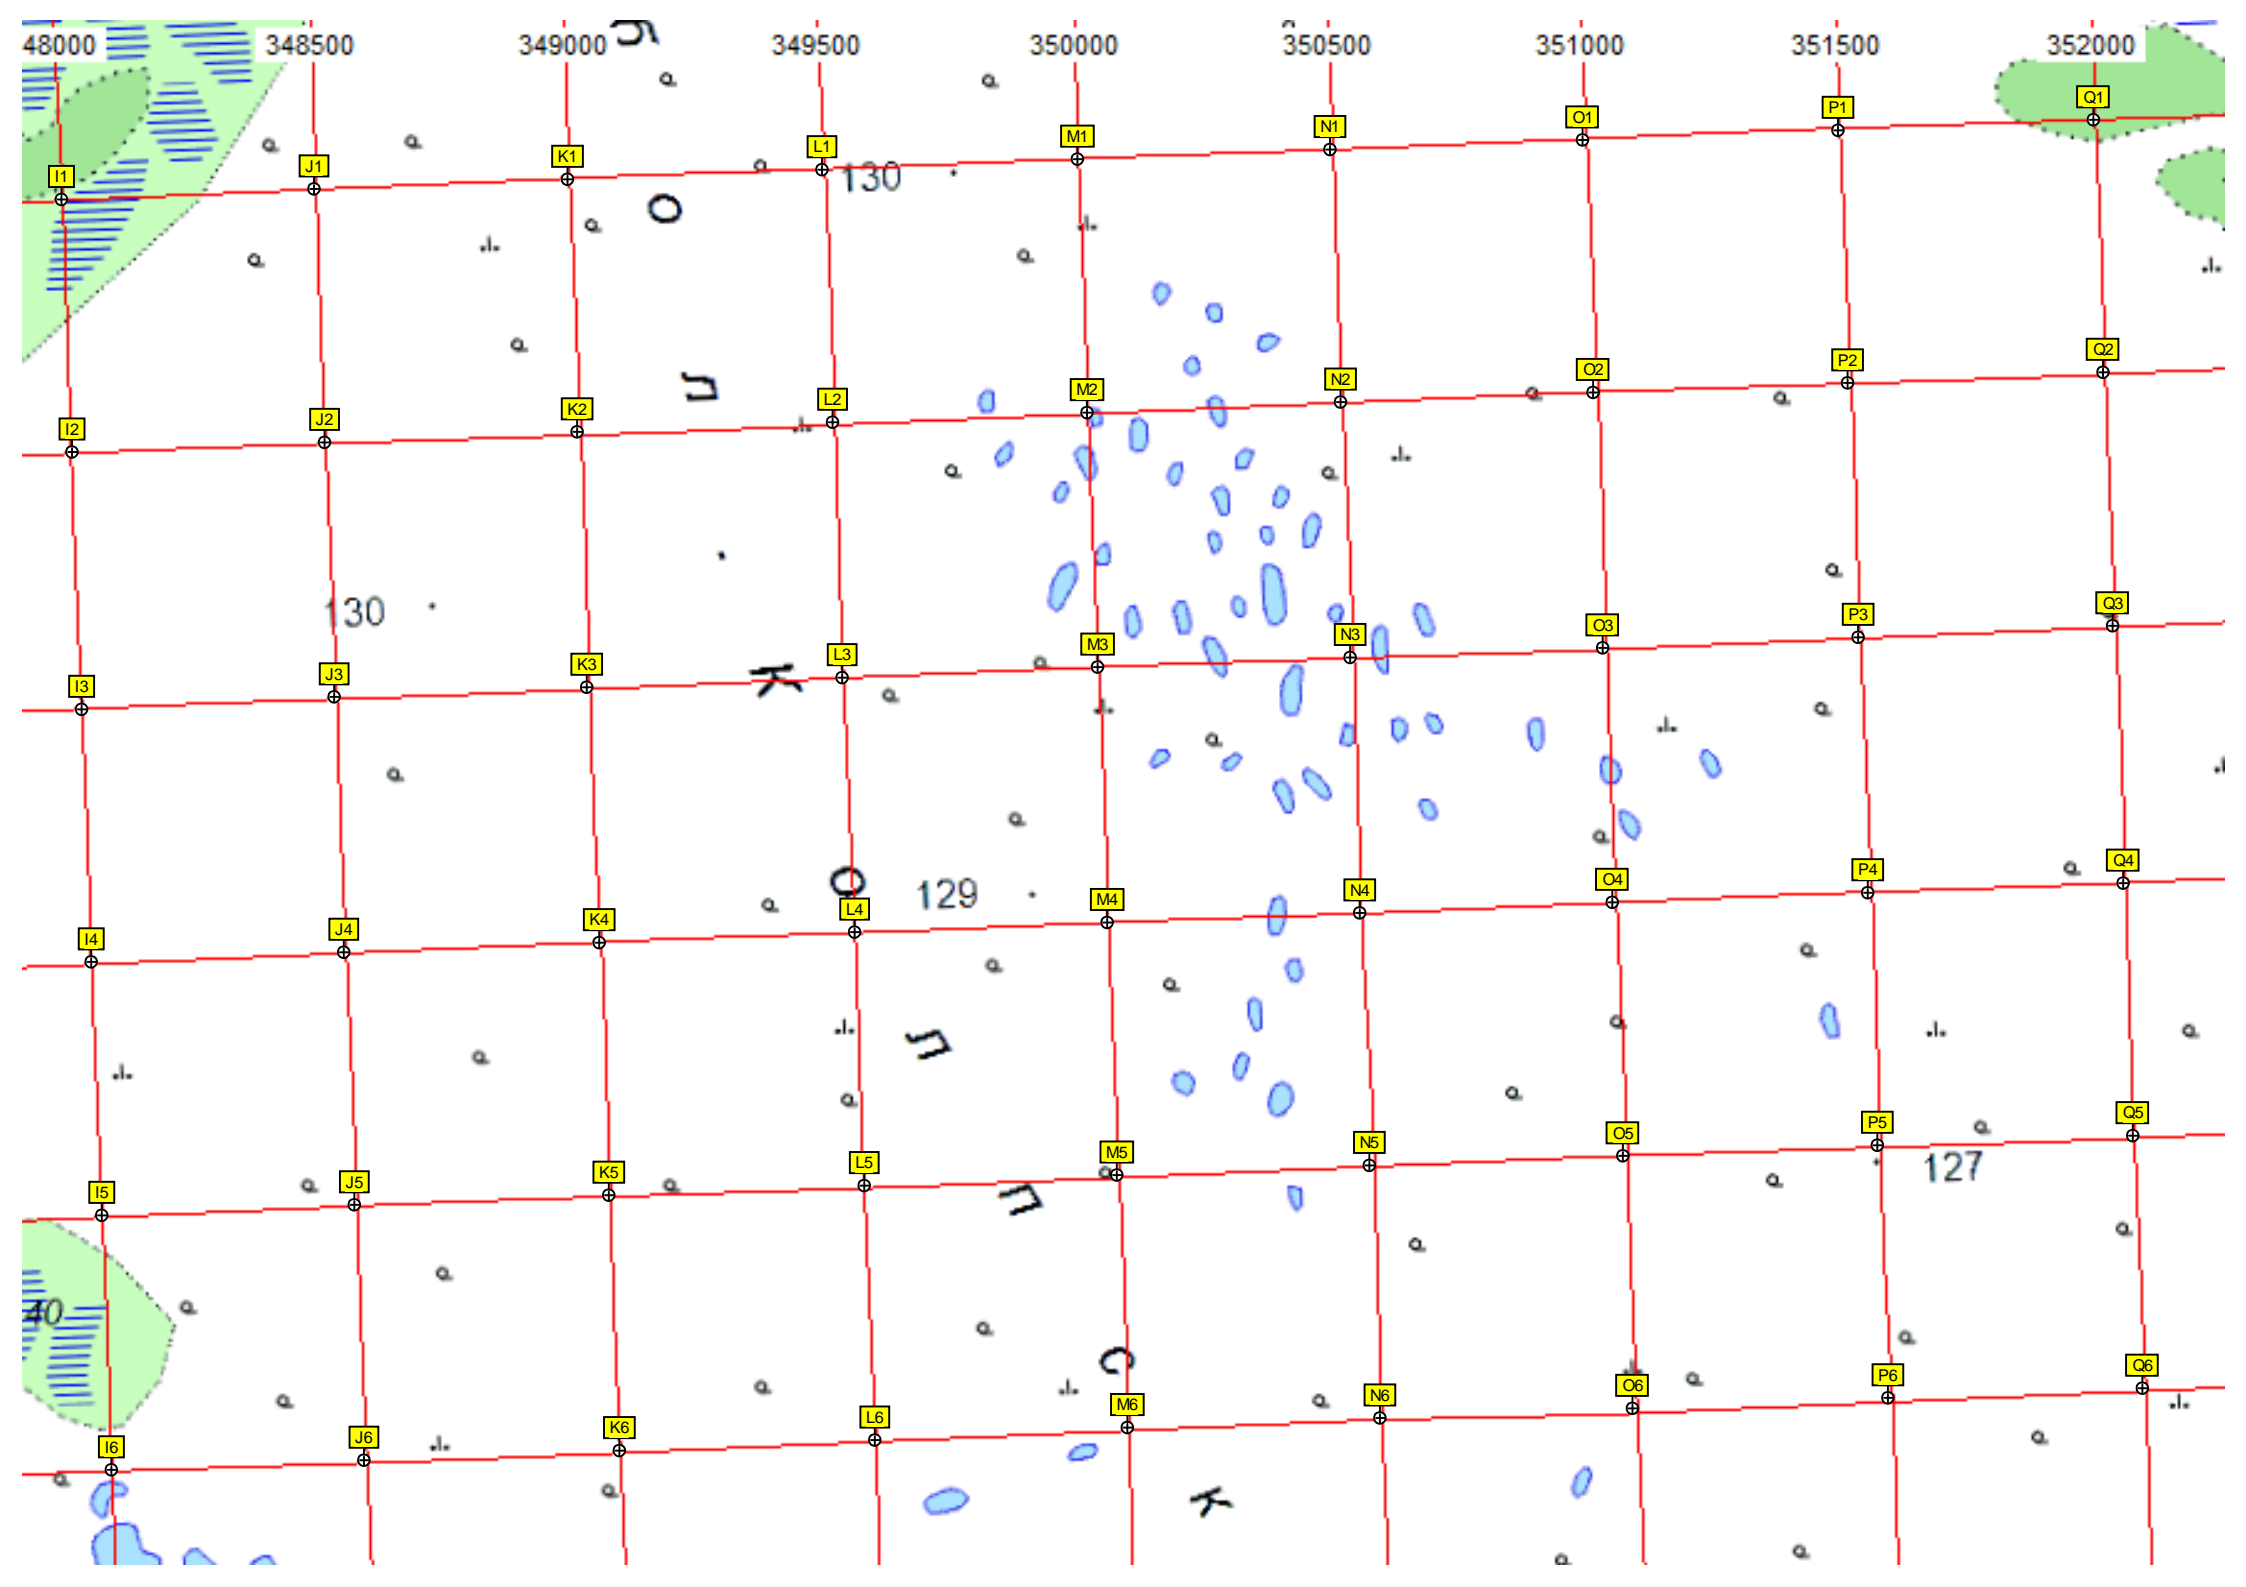 48000 348500 349000 349500 350000 350500 351000 351500 352000
I1 J1 K1 L1 M1 N1 O1 P1 Q1
130
О
I2 J2 K2 L2 M2 N2 O2 P2 Q2
Л
130
I3 J3 K3 L3 M3 N3 O3 P3 Q3
К
О
129
I4 J4 K4 L4 M4 N4 O4 P4 Q4
Л
I5 J5 K5 L5 M5 N5 O5 P5 Q5
127
П
40
С
I6 J6 K6 L6 M6 N6 O6 P6 Q6
К